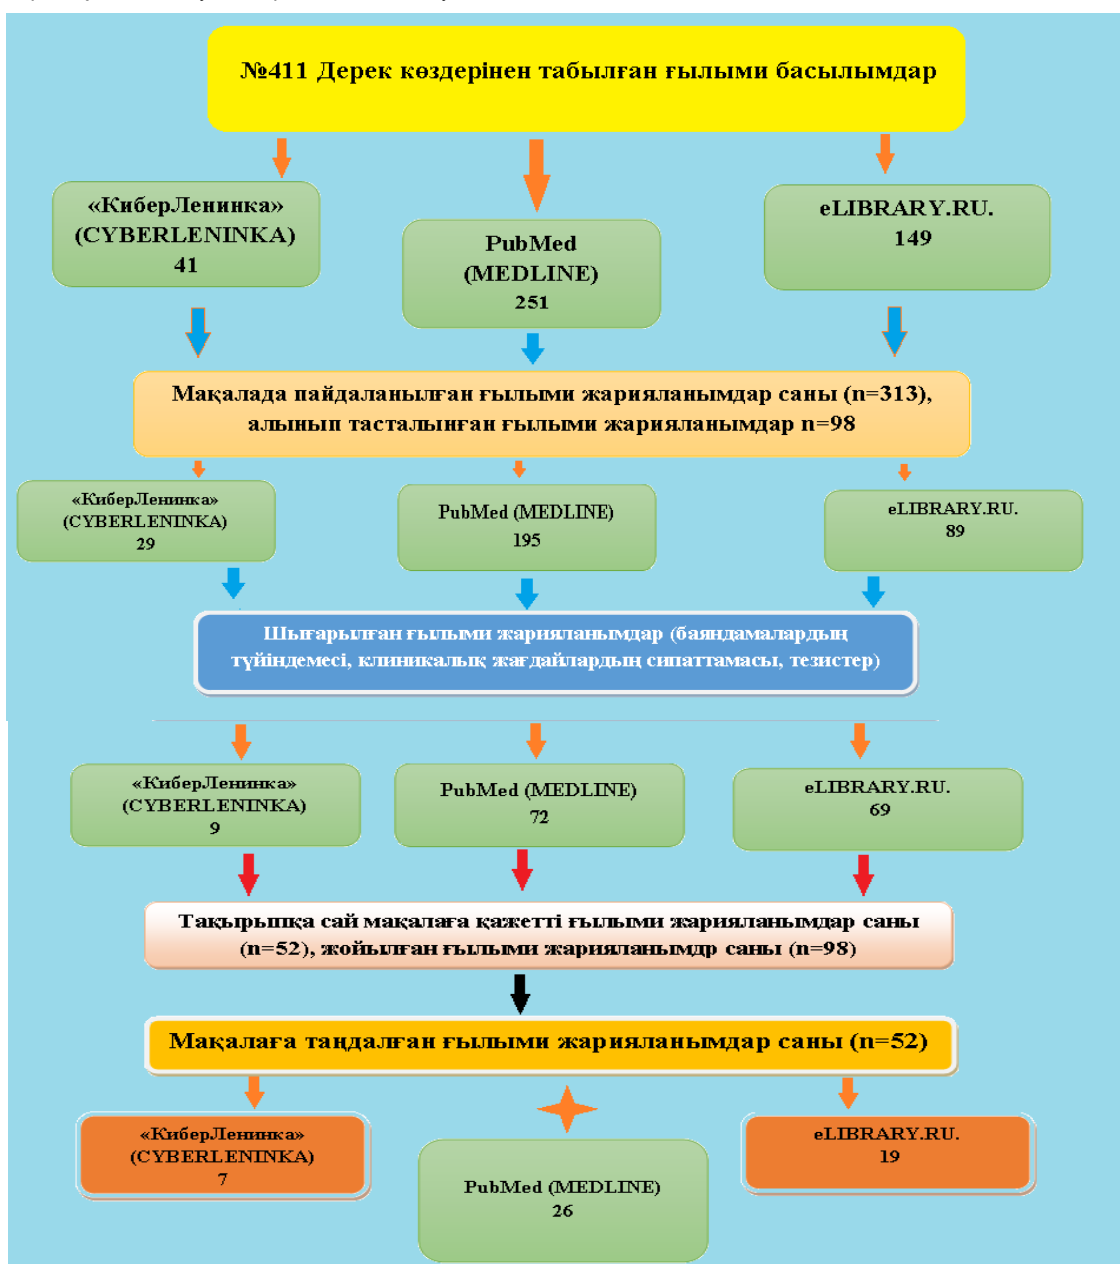 №411 Дерек көздерінен табылған ғылыми басылымдар
«КиберЛенинка»
(CYBERLENINKA)
41
PubMed
(MEDLINE)
251
eLIBRARY.RU.
149
Мақалада пайдаланылған ғылыми жарияланымдар саны (n=313),
алынып тасталынған ғылыми жарияланымдар n=98
«КиберЛенинка»
(CYBERLENINKA)
29
PubMed (MEDLINE)
195
eLIBRARY.RU.
89
Шығарылған ғылыми жарияланымдар (баяндамалардың
түйіндемесі, клиникалық жағдайлардың сипаттамасы, тезистер)
«КиберЛенинка»
(CYBERLENINKA)
9
PubMed (MEDLINE)
72
eLIBRARY.RU.
69
Тақырыпқа сай мақалаға қажетті ғылыми жарияланымдар саны
(n=52), жойылған ғылыми жарияланымдр саны (n=98)
Мақалаға таңдалған ғылыми жарияланымдар саны (n=52)
«КиберЛенинка»
(CYBERLENINKA)
7
PubMed (MEDLINE)
26
eLIBRARY.RU.
19